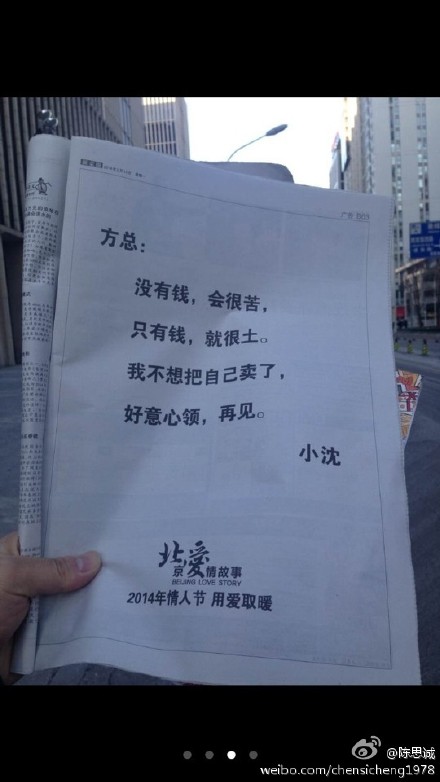 新京报
广告
方总：
没有钱，会很苦，
只有钱，就很土。
我不想把自己卖了，
好意心领，再见。
小沈
北京爱情故事
BEIJING LOVE STORY
2014年情人节 用爱取暖
@陈思诚
weibo.com/chensicheng1978